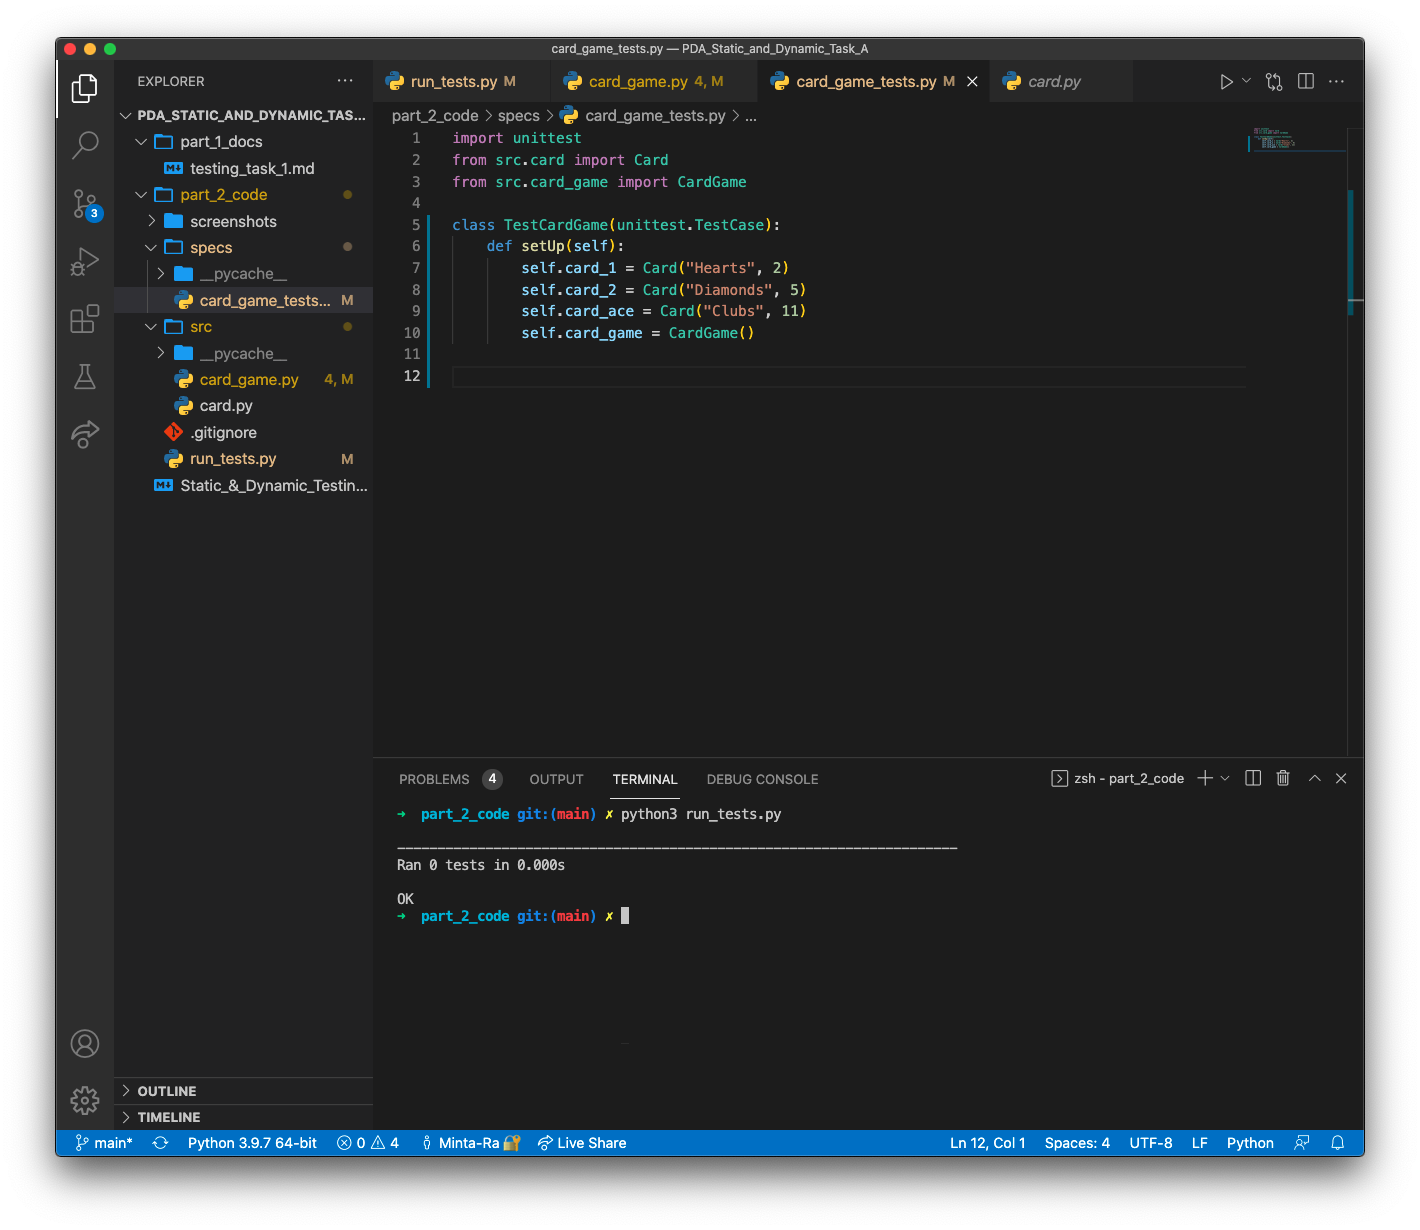 card_game_tests.py — PDA_Static_and_Dynamic_Task_A
EXPLORER
PDA_STATIC_AND_DYNAMIC_TAS...
part_1_docs
testing_task_1.md
part_2_code
screenshots
specs
__pycache__
card_game_tests... M
src
__pycache__
card_game.py 4, M
card.py
.gitignore
run_tests.py M
Static_&_Dynamic_Testin...
OUTLINE
TIMELINE
3
run_tests.py M
card_game.py 4, M
card_game_tests.py M
card.py
part_2_code > specs > card_game_tests.py > ...
1 import unittest
2 from src.card import Card
3 from src.card_game import CardGame
4
5 class TestCardGame(unittest.TestCase):
6 def setUp(self):
7 self.card_1 = Card("Hearts", 2)
8 self.card_2 = Card("Diamonds", 5)
9 self.card_ace = Card("Clubs", 11)
10 self.card_game = CardGame()
11
12
PROBLEMS 4 OUTPUT TERMINAL DEBUG CONSOLE
zsh - part_2_code
→ part_2_code git:(main) ✗ python3 run_tests.py
----------------------------------------------------------------------
Ran 0 tests in 0.000s
OK
→ part_2_code git:(main) ✗
main* Python 3.9.7 64-bit 0 4 Minta-Ra Live Share Ln 12, Col 1 Spaces: 4 UTF-8 LF Python